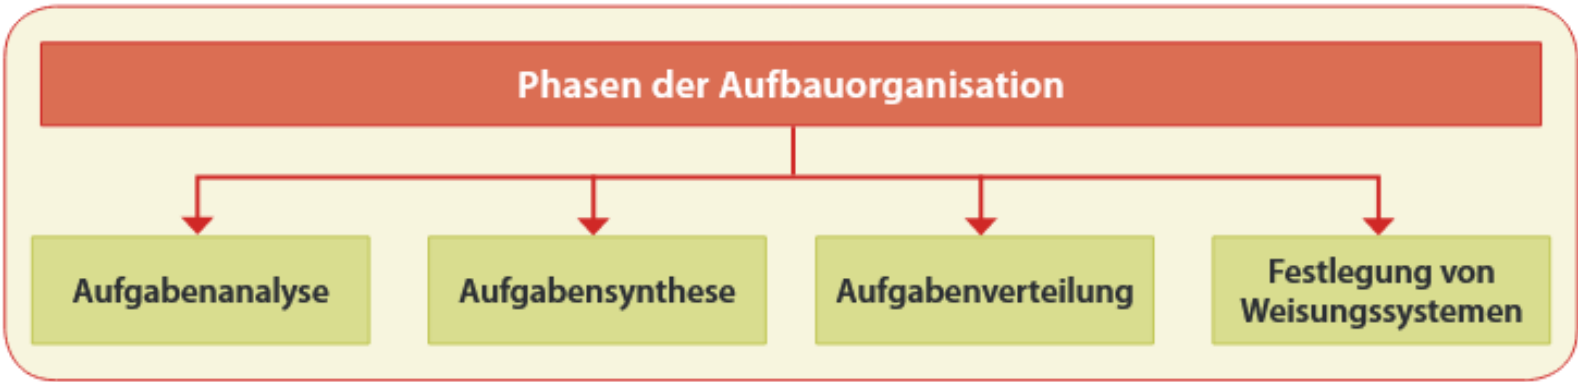 Phasen der Aufbauorganisation
Aufgabenanalyse
Aufgabensynthese
Aufgabenverteilung
Festlegung von
Weisungssystemen